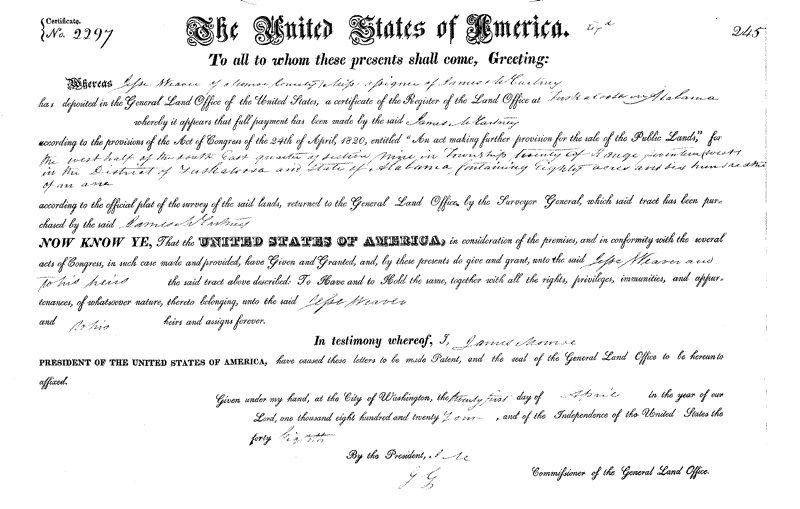 Certificate.
No. 2297
The United States of America.
245
To all to whom these presents shall come, Greeting:
Whereas Jesse Weaver of Monroe County, Miss. assignee of James McCartney
has deposited in the General Land Office of the United States, a certificate of the Register of the Land Office at Tuskaloosa in Alabama
whereby it appears that full payment has been made by the said James McCartney
according to the provisions of the Act of Congress of the 24th of April, 1820, entitled "An act making further provision for the sale of the Public Lands," for
the west half of the South East quarter of section nine in Township twenty of Range seventeen (west)
in the District of Tuskaloosa and State of Alabama Containing Eighty acres and six hundredths
of an acre
according to the official plat of the survey of the said lands, returned to the General Land Office by the Surveyor General, which said tract has been pur-
chased by the said James McCartney
NOW KNOW YE, That the UNITED STATES OF AMERICA, in consideration of the premises, and in conformity with the several
acts of Congress, in such case made and provided, have Given and Granted, and, by these presents do give and grant, unto the said Jesse Weaver and
to his heirs the said tract above described: To Have and to Hold the same, together with all the rights, privileges, immunities, and appur-
tenances, of whatsoever nature, thereto belonging, unto the said Jesse Weaver
and to his heirs and assigns forever.
In testimony whereof, I, James Monroe
PRESIDENT OF THE UNITED STATES OF AMERICA, have caused these letters to be made Patent, and the seal of the General Land Office to be hereunto
affixed.
Given under my hand, at the City of Washington, the twenty first day of April in the year of our
Lord, one thousand eight hundred and twenty four, and of the Independence of the United States the
forty Eighth
By the President, J M
G G
Commissioner of the General Land Office.